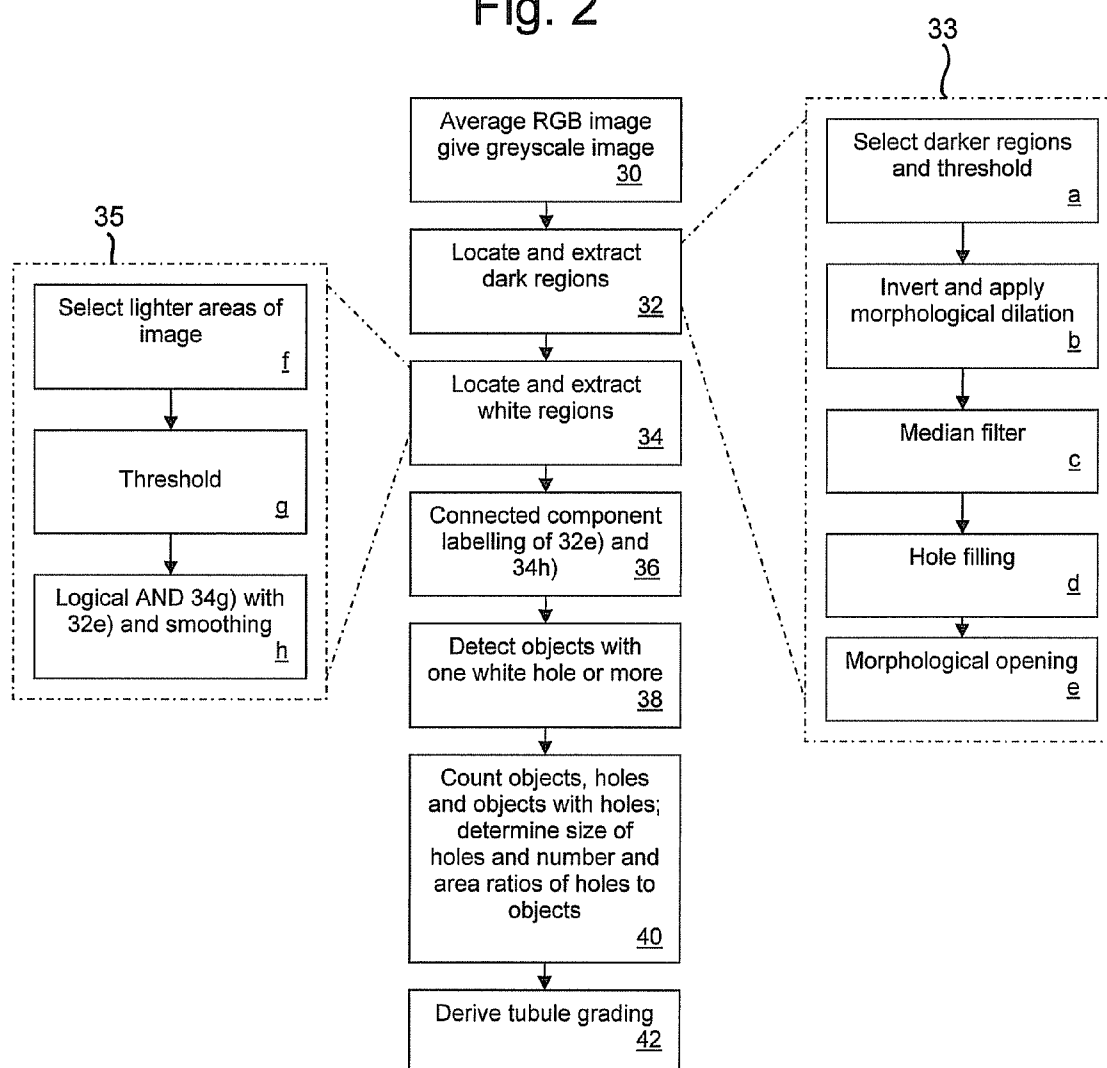 Fig. 2
33
Average RGB image
give greyscale image
30
Select darker regions
and threshold
a
35
Locate and extract
dark regions
32
Select lighter areas of
image
f
Invert and apply
morphological dilation
b
Locate and extract
white regions
34
Median filter
c
Threshold
g
Connected component
labelling of 32e) and
34h) 36
Hole filling
d
Logical AND 34g) with
32e) and smoothing
h
Detect objects with
one white hole or more
38
Morphological opening
e
Count objects, holes
and objects with holes;
determine size of
holes and number and
area ratios of holes to
objects
40
Derive tubule grading
42